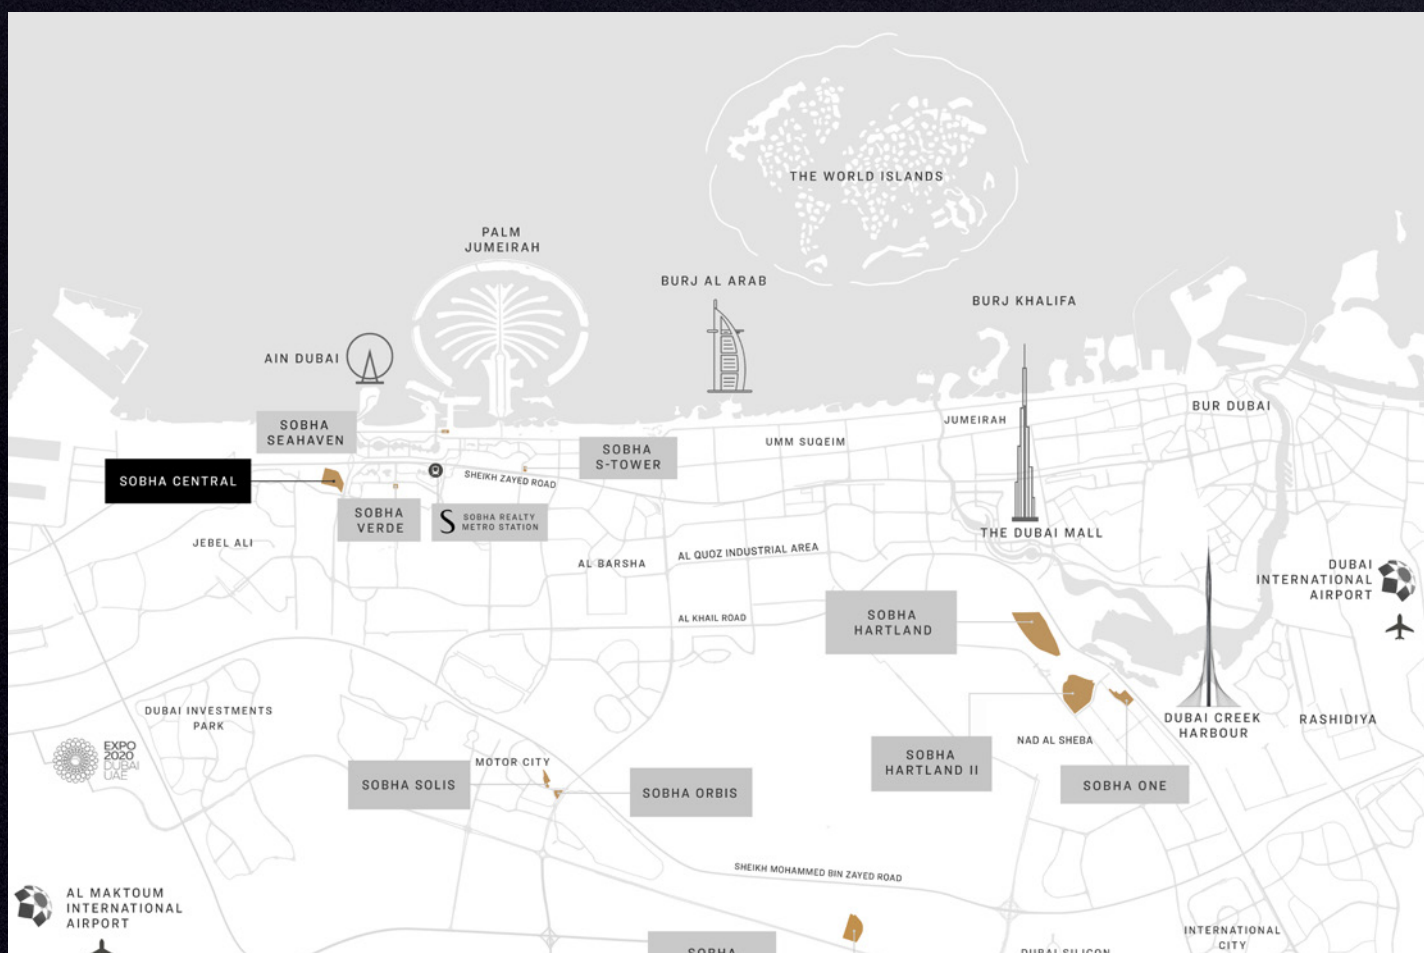 THE WORLD ISLANDS
PALM
JUMEIRAH
BURJ AL ARAB
BURJ KHALIFA
AIN DUBAI
SOBHA
SEAHAVEN
BUR DUBAI
JUMEIRAH
UMM SUQEIM
SOBHA
S-TOWER
SOBHA CENTRAL
SHEIKH ZAYED ROAD
SOBHA
VERDE
S SOBHA REALTY
METRO STATION
THE DUBAI MALL
JEBEL ALI
AL QUOZ INDUSTRIAL AREA
AL BARSHA
DUBAI
INTERNATIONAL
AIRPORT
AL KHAIL ROAD
SOBHA
HARTLAND
DUBAI INVESTMENTS
PARK
DUBAI CREEK
HARBOUR
RASHIDIYA
NAD AL SHEBA
EXPO
2020
DUBAI
UAE
MOTOR CITY
SOBHA
HARTLAND II
SOBHA SOLIS
SOBHA ORBIS
SOBHA ONE
SHEIKH MOHAMMED BIN ZAYED ROAD
AL MAKTOUM
INTERNATIONAL
AIRPORT
INTERNATIONAL
CITY
SOBHA
DUBAI SILICON